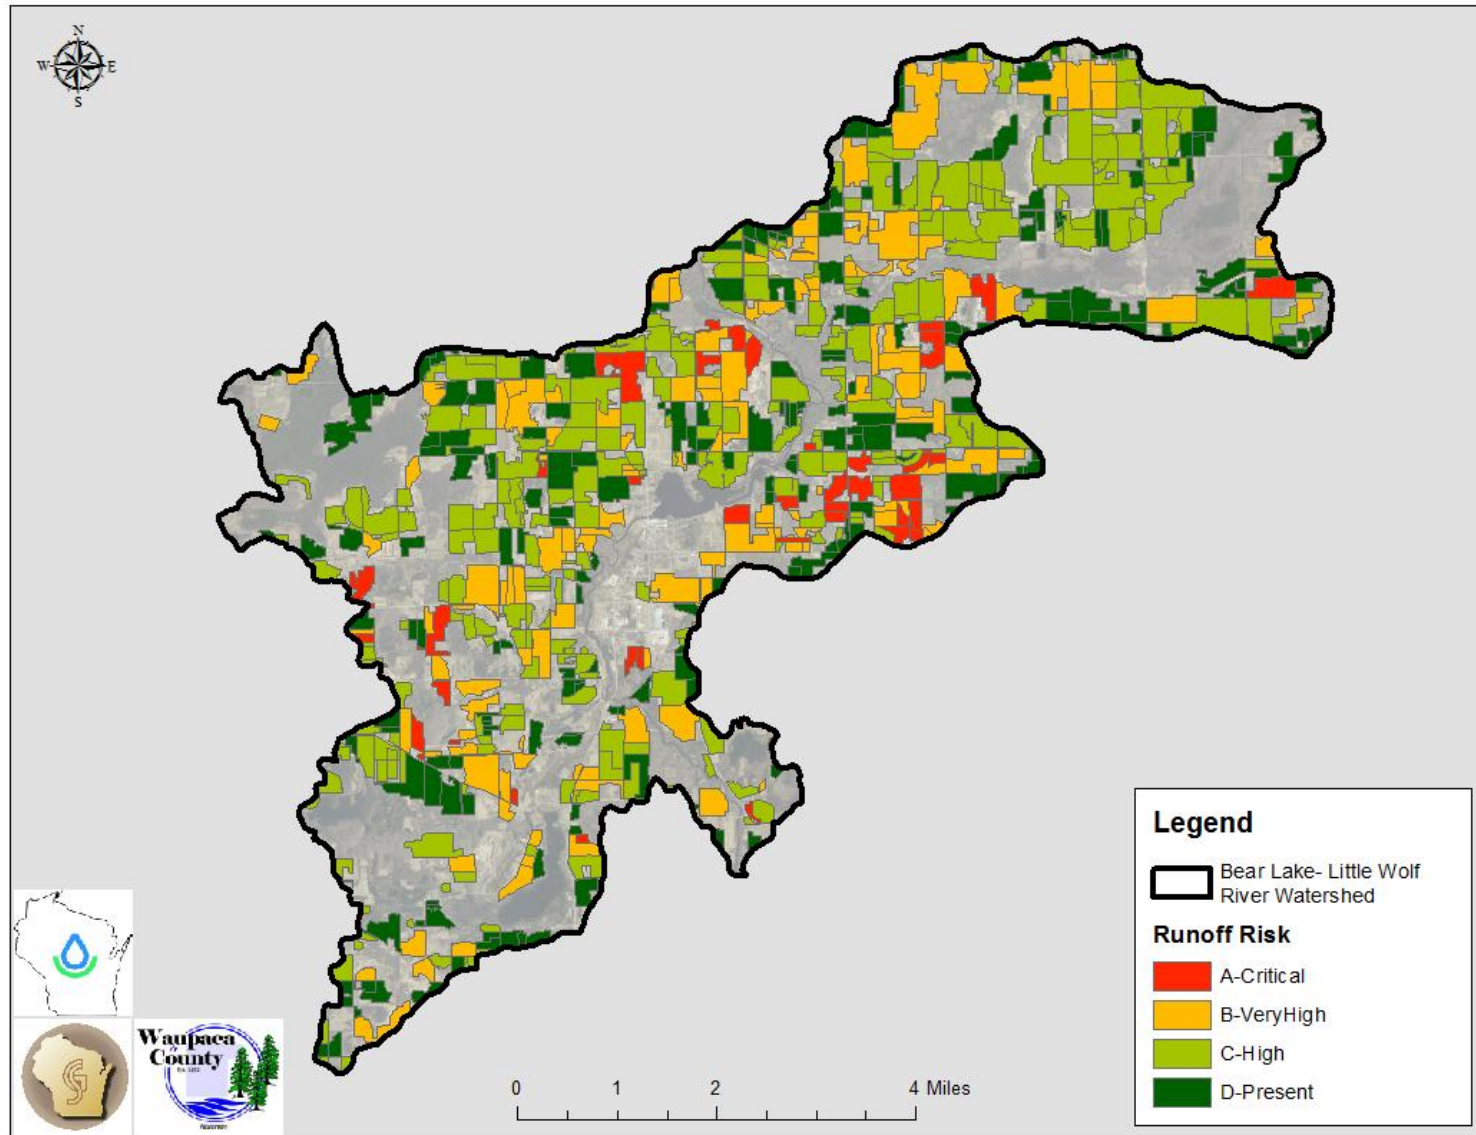 N
W E
S
Legend
Bear Lake- Little Wolf
River Watershed
Runoff Risk
A-Critical
B-VeryHigh
C-High
D-Present
0 1 2 4 Miles
Waupaca
County